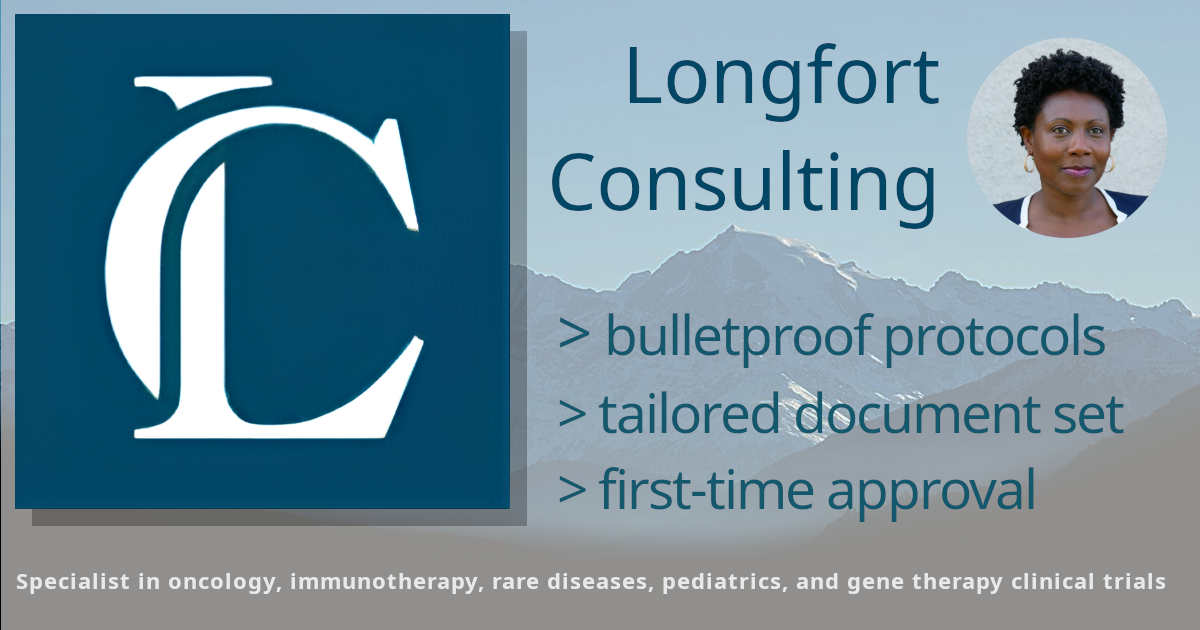 LC
Longfort
Consulting
> bulletproof protocols
> tailored document set
> first-time approval
Specialist in oncology, immunotherapy, rare diseases, pediatrics, and gene therapy clinical trials